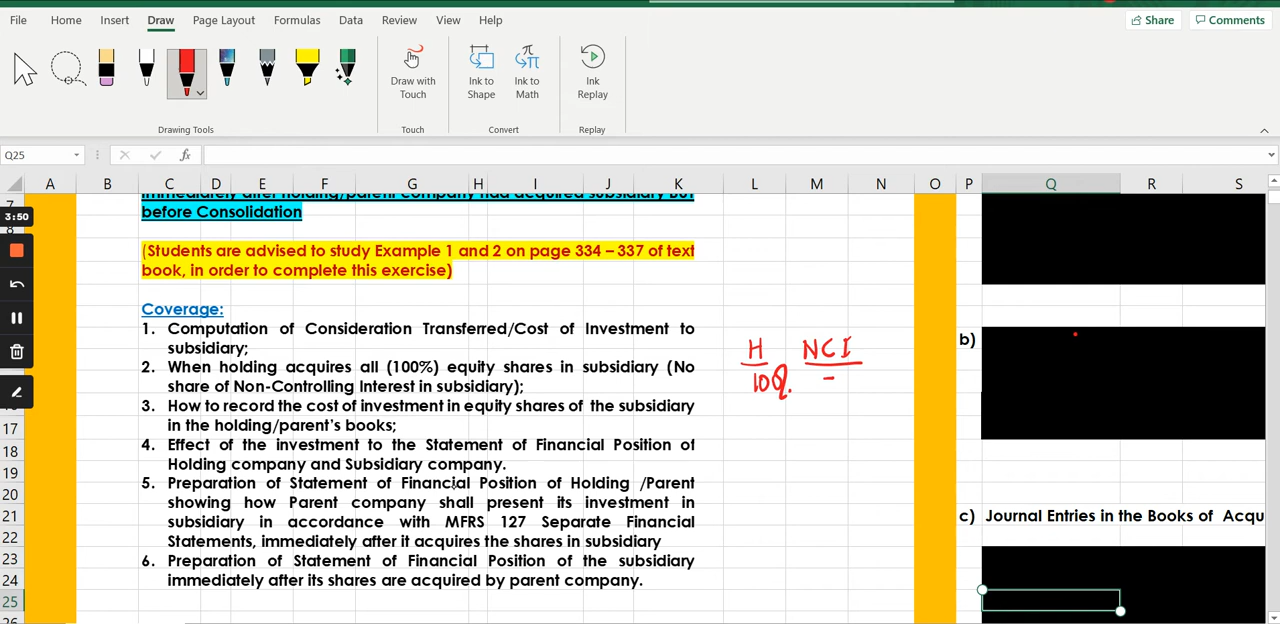 File Home Insert Draw Page Layout Formulas Data Review View Help Share Comments
Draw with Touch
Ink to Shape
Ink to Math
Ink Replay
Drawing Tools Touch Convert Replay
Q25 fx
A B C D E F G H I J K L M N O P Q R S
7
immediately after holding/parent company had acquired subsidiary but
3:50
before Consolidation
(Students are advised to study Example 1 and 2 on page 334 – 337 of text
book, in order to complete this exercise)
Coverage:
1. Computation of Consideration Transferred/Cost of Investment to
subsidiary;
2. When holding acquires all (100%) equity shares in subsidiary (No
share of Non-Controlling Interest in subsidiary);
3. How to record the cost of investment in equity shares of the subsidiary
in the holding/parent's books;
4. Effect of the investment to the Statement of Financial Position of
Holding company and Subsidiary company.
5. Preparation of Statement of Financial Position of Holding /Parent
showing how Parent company shall present its investment in
subsidiary in accordance with MFRS 127 Separate Financial
Statements, immediately after it acquires the shares in subsidiary
6. Preparation of Statement of Financial Position of the subsidiary
immediately after its shares are acquired by parent company.
H NCI
100% -
b)
c) Journal Entries in the Books of Acqu
17
18
19
20
21
22
23
24
25